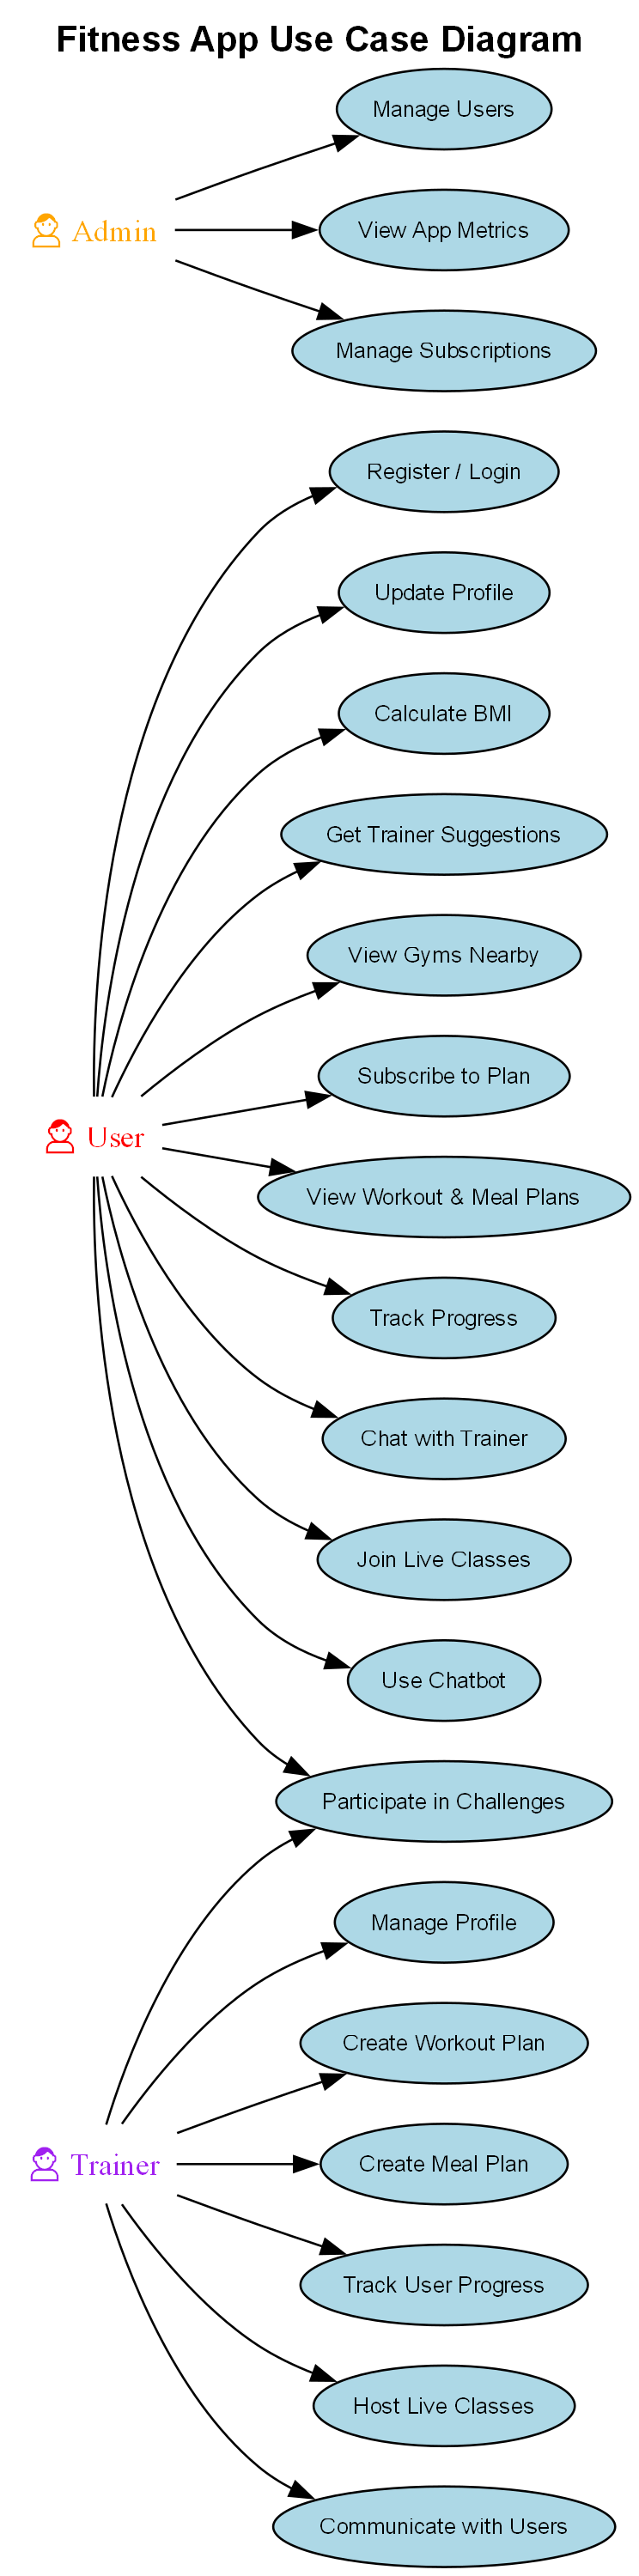 Fitness App Use Case Diagram
Manage Users
Admin
View App Metrics
Manage Subscriptions
Register / Login
Update Profile
Calculate BMI
Get Trainer Suggestions
View Gyms Nearby
Subscribe to Plan
User
View Workout & Meal Plans
Track Progress
Chat with Trainer
Join Live Classes
Use Chatbot
Participate in Challenges
Manage Profile
Create Workout Plan
Trainer
Create Meal Plan
Track User Progress
Host Live Classes
Communicate with Users